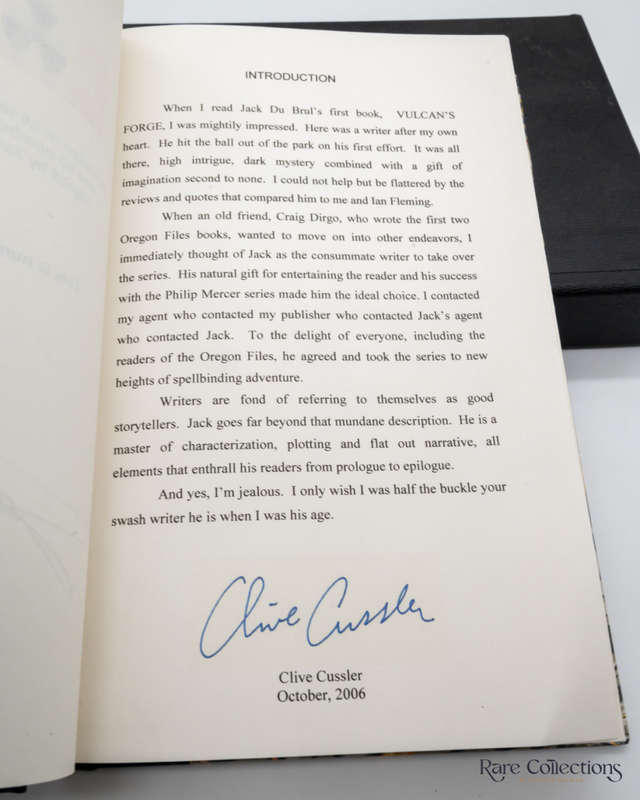 INTRODUCTION
When I read Jack Du Brul's first book, VULCAN'S
FORGE, I was mightily impressed. Here was a writer after my own
heart. He hit the ball out of the park on his first effort. It was all
there, high intrigue, dark mystery combined with a gift of
imagination second to none. I could not help but be flattered by the
reviews and quotes that compared him to me and Ian Fleming.
When an old friend, Craig Dirgo, who wrote the first two
Oregon Files books, wanted to move on into other endeavors, I
immediately thought of Jack as the consummate writer to take over
the series. His natural gift for entertaining the reader and his success
with the Philip Mercer series made him the ideal choice. I contacted
my agent who contacted my publisher who contacted Jack's agent
who contacted Jack. To the delight of everyone, including the
readers of the Oregon Files, he agreed and took the series to new
heights of spellbinding adventure.
Writers are fond of referring to themselves as good
storytellers. Jack goes far beyond that mundane description. He is a
master of characterization, plotting and flat out narrative, all
elements that enthrall his readers from prologue to epilogue.
And yes, I'm jealous. I only wish I was half the buckle your
swash writer he is when I was his age.
Clive Cussler
Clive Cussler
October, 2006
Rare Collections